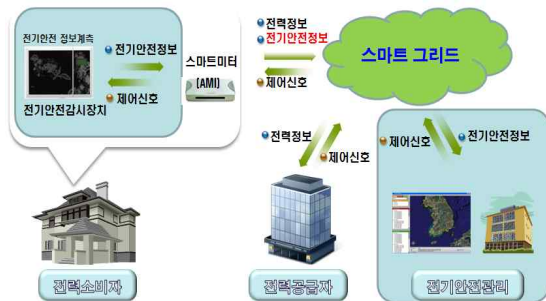 전기안전 정보계측
전기안전정보
스마트미터
(AMI)
제어신호
전기안전감시장치
전력정보
전기안전정보
제어신호
스마트 그리드
전력정보
제어신호
제어신호
전기안전정보
전력소비자
전력공급자
전기안전관리